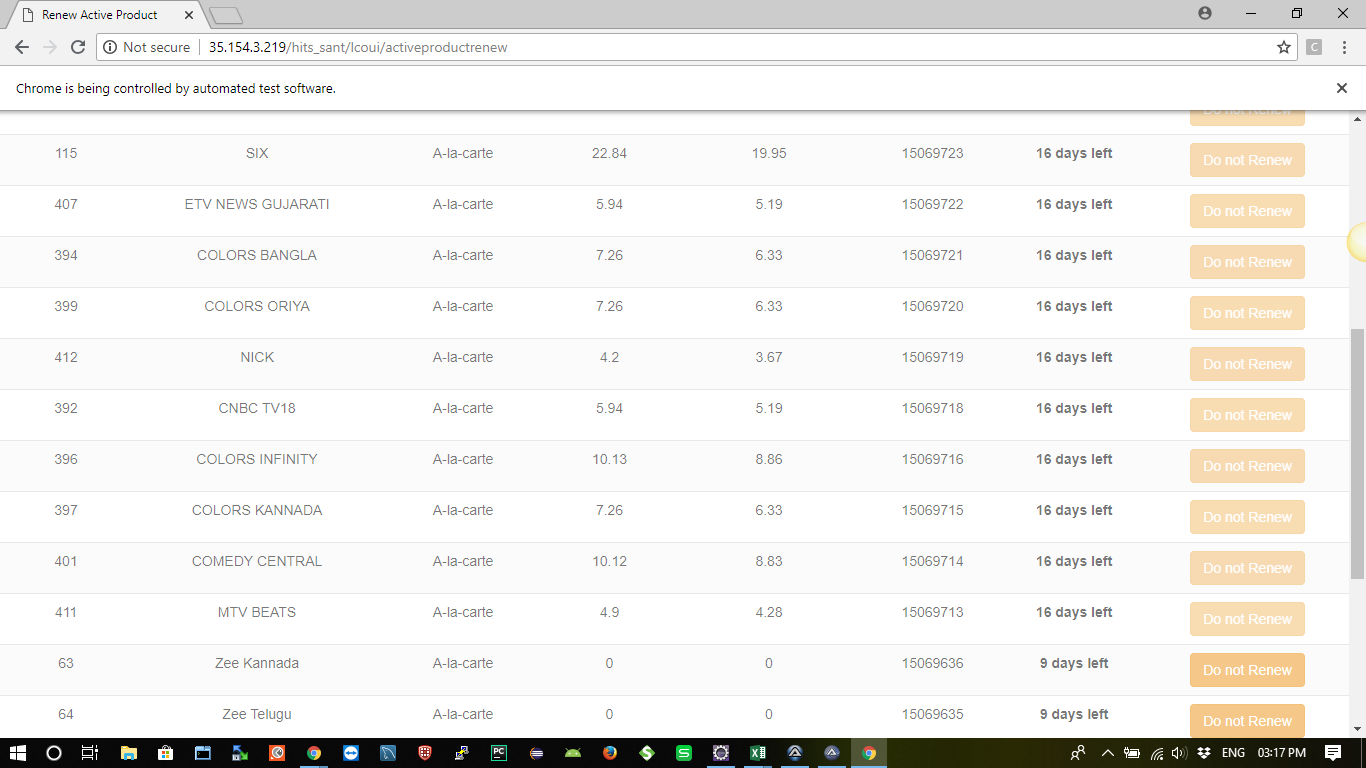 Renew Active Product
Not secure 35.154.3.219/hits_sant/lcoui/activeproductrenew
C
Chrome is being controlled by automated test software.
Do not Renew
115 SIX A-la-carte 22.84 19.95 15069723 16 days left Do not Renew
407 ETV NEWS GUJARATI A-la-carte 5.94 5.19 15069722 16 days left Do not Renew
394 COLORS BANGLA A-la-carte 7.26 6.33 15069721 16 days left Do not Renew
399 COLORS ORIYA A-la-carte 7.26 6.33 15069720 16 days left Do not Renew
412 NICK A-la-carte 4.2 3.67 15069719 16 days left Do not Renew
392 CNBC TV18 A-la-carte 5.94 5.19 15069718 16 days left Do not Renew
396 COLORS INFINITY A-la-carte 10.13 8.86 15069716 16 days left Do not Renew
397 COLORS KANNADA A-la-carte 7.26 6.33 15069715 16 days left Do not Renew
401 COMEDY CENTRAL A-la-carte 10.12 8.83 15069714 16 days left Do not Renew
411 MTV BEATS A-la-carte 4.9 4.28 15069713 16 days left Do not Renew
63 Zee Kannada A-la-carte 0 0 15069636 9 days left Do not Renew
64 Zee Telugu A-la-carte 0 0 15069635 9 days left Do not Renew
PC S S ENG 03:17 PM